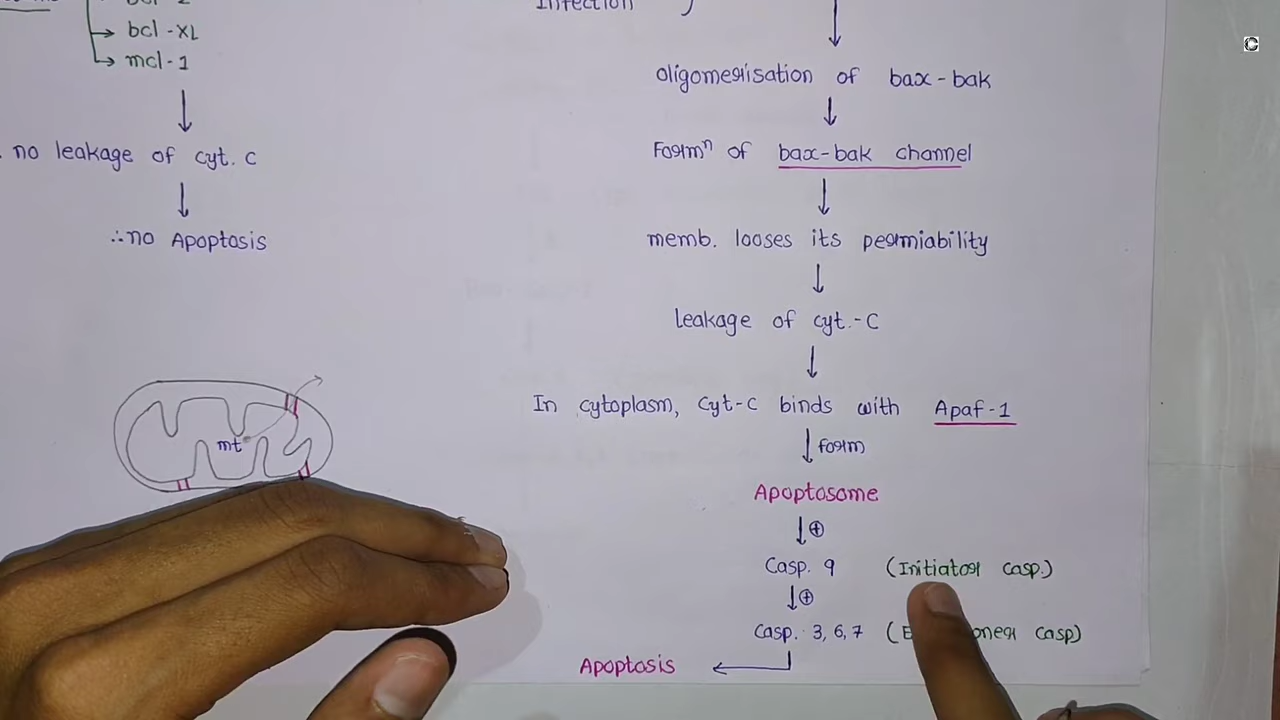 bcl-XL
mcl-1
no leakage of cyt. c
∴no Apoptosis
mt
Infection
oligomerisation of bax-bak
Formⁿ of bax-bak channel
memb. looses its permiability
leakage of cyt.-c
In cytoplasm, cyt-c binds with Apaf-1
form
Apoptosome
⊕
Casp. 9 (Initiator casp.)
⊕
Casp. 3, 6, 7 casp)
Apoptosis